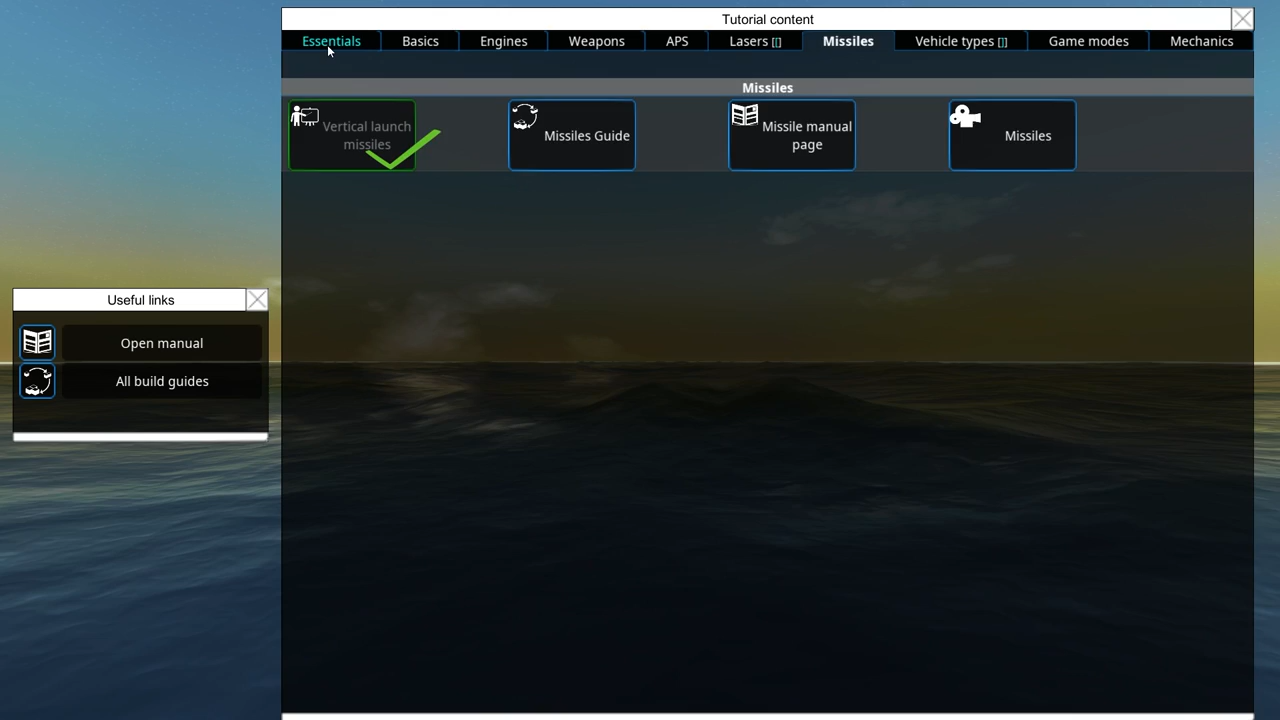 Tutorial content
Essentials
Basics
Engines
Weapons
APS
Lasers [[]
Missiles
Vehicle types []]
Game modes
Mechanics
Missiles
Vertical launch
missiles
Missiles Guide
Missile manual
page
Missiles
Useful links
Open manual
All build guides